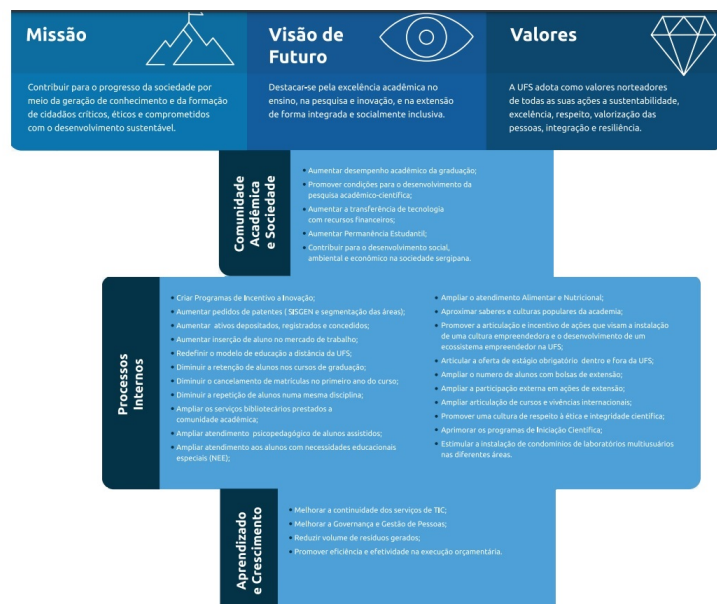 Missão
Contribuir para o progresso da sociedade por
meio da geração de conhecimento e da formação
de cidadãos críticos, éticos e comprometidos
com o desenvolvimento sustentável.
Visão de
Futuro
Destacar-se pela excelência acadêmica no
ensino, na pesquisa e inovação, e na extensão
de forma integrada e socialmente inclusiva.
Valores
A UFS adota como valores norteadores
de todas as suas ações a sustentabilidade,
excelência, respeito, valorização das
pessoas, integração e resiliência.
Comunidade
Acadêmica
e Sociedade
• Aumentar desempenho acadêmico da graduação;
• Promover condições para o desenvolvimento da
pesquisa acadêmico-científica;
• Aumentar a transferência de tecnologia
com recursos financeiros;
• Aumentar Permanência Estudantil;
• Contribuir para o desenvolvimento social,
ambiental e econômico na sociedade sergipana.
Processos
Internos
• Criar Programas de Incentivo a Inovação;
• Aumentar pedidos de patentes ( SISGEN e segmentação das áreas);
• Aumentar ativos depositados, registrados e concedidos;
• Aumentar inserção de aluno no mercado de trabalho;
• Redefinir o modelo de educação a distância da UFS;
• Diminuir a retenção de alunos nos cursos de graduação;
• Diminuir o cancelamento de matrículas no primeiro ano do curso;
• Diminuir a repetição de alunos numa mesma disciplina;
• Ampliar os serviços bibliotecários prestados a
comunidade acadêmica;
• Ampliar atendimento psicopedagógico de alunos assistidos;
• Ampliar atendimento aos alunos com necessidades educacionais
especiais (NEE);
• Ampliar o atendimento Alimentar e Nutricional;
• Aproximar saberes e culturas populares da academia;
• Promover a articulação e incentivo de ações que visam a instalação
de uma cultura empreendedora e o desenvolvimento de um
ecossistema empreendedor na UFS;
• Articular a oferta de estágio obrigatório dentro e fora da UFS;
• Ampliar o numero de alunos com bolsas de extensão;
• Ampliar a participação externa em ações de extensão;
• Ampliar articulação de cursos e vivências internacionais;
• Promover uma cultura de respeito à ética e integridade científica;
• Aprimorar os programas de Iniciação Científica;
• Estimular a instalação de condomínios de laboratórios multiusuários
nas diferentes áreas.
Aprendizado
e Crescimento
• Melhorar a continuidade dos serviços de TIC;
• Melhorar a Governança e Gestão de Pessoas;
• Reduzir volume de resíduos gerados;
• Promover eficiência e efetividade na execução orçamentária.